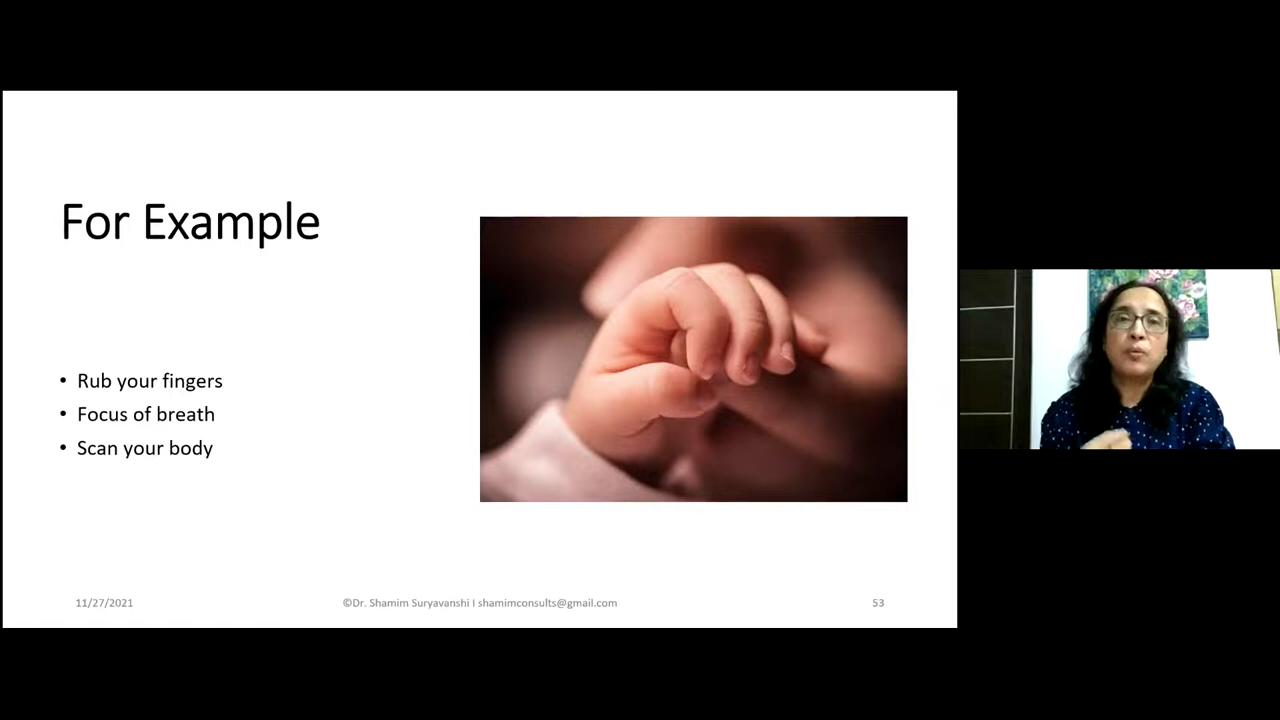 For Example
• Rub your fingers
• Focus of breath
• Scan your body
11/27/2021
©Dr. Shamim Suryavanshi I shamimconsults@gmail.com
53